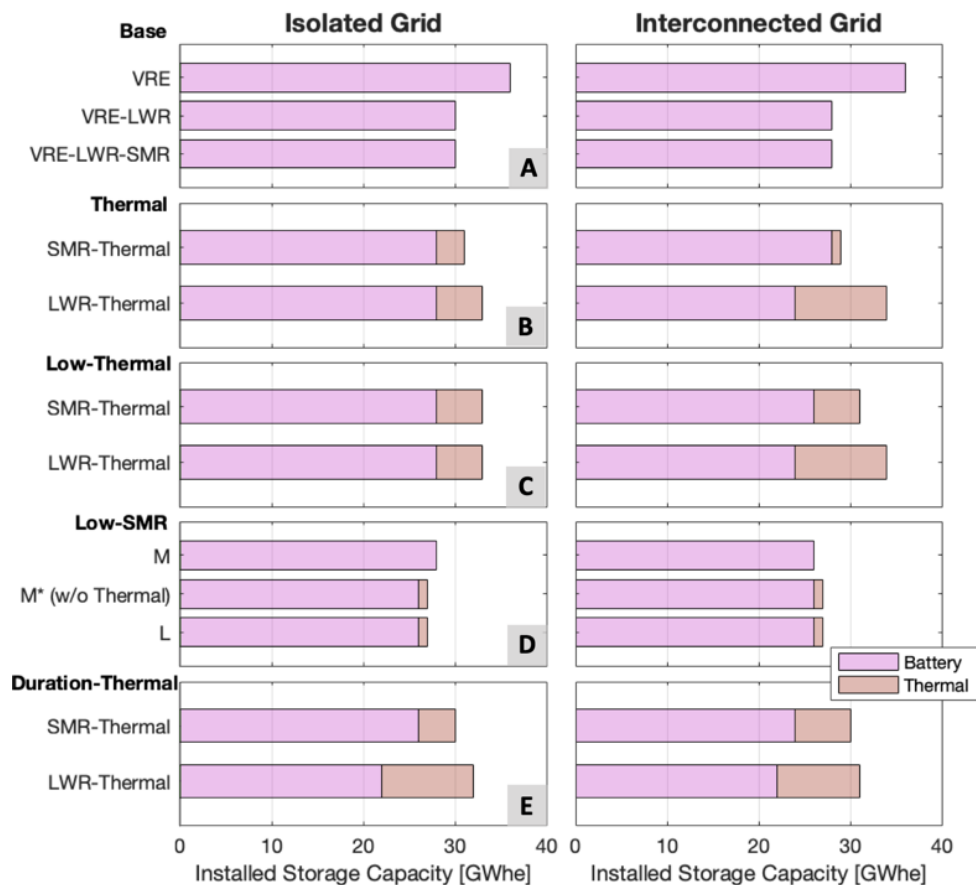 Isolated Grid
Interconnected Grid
Base
VRE
VRE-LWR
VRE-LWR-SMR
A
Thermal
SMR-Thermal
LWR-Thermal
B
Low-Thermal
SMR-Thermal
LWR-Thermal
C
Low-SMR
M
M* (w/o Thermal)
L
D
Battery
Thermal
Duration-Thermal
SMR-Thermal
LWR-Thermal
E
0 10 20 30 40
0 10 20 30 40
Installed Storage Capacity [GWhe]
Installed Storage Capacity [GWhe]